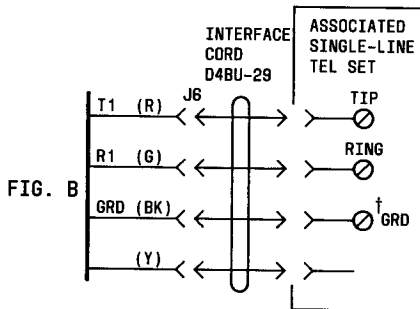 INTERFACE
CORD
D4BU-29
ASSOCIATED
SINGLE-LINE
TEL SET
T1 (R)
J6
TIP
R1 (G)
RING
FIG. B
GRD (BK)
†GRD
(Y)